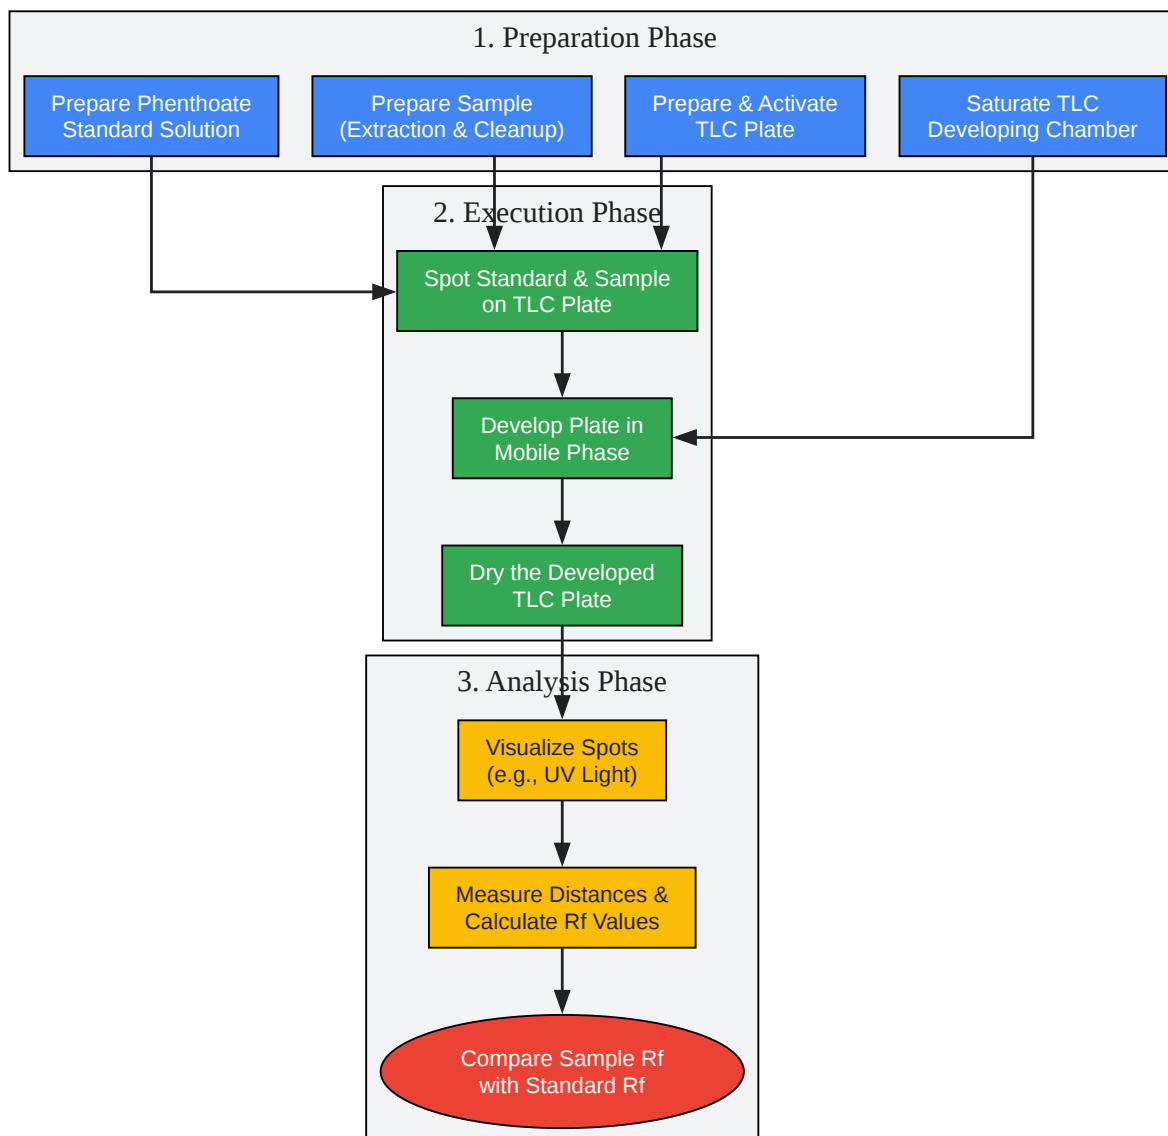 1. Preparation Phase
Prepare Phenthoate
Standard Solution
Prepare Sample
(Extraction & Cleanup)
Prepare & Activate
TLC Plate
Saturate TLC
Developing Chamber
2. Execution Phase
Spot Standard & Sample
on TLC Plate
Develop Plate in
Mobile Phase
Dry the Developed
TLC Plate
3. Analysis Phase
Visualize Spots
(e.g., UV Light)
Measure Distances &
Calculate Rf Values
Compare Sample Rf
with Standard Rf